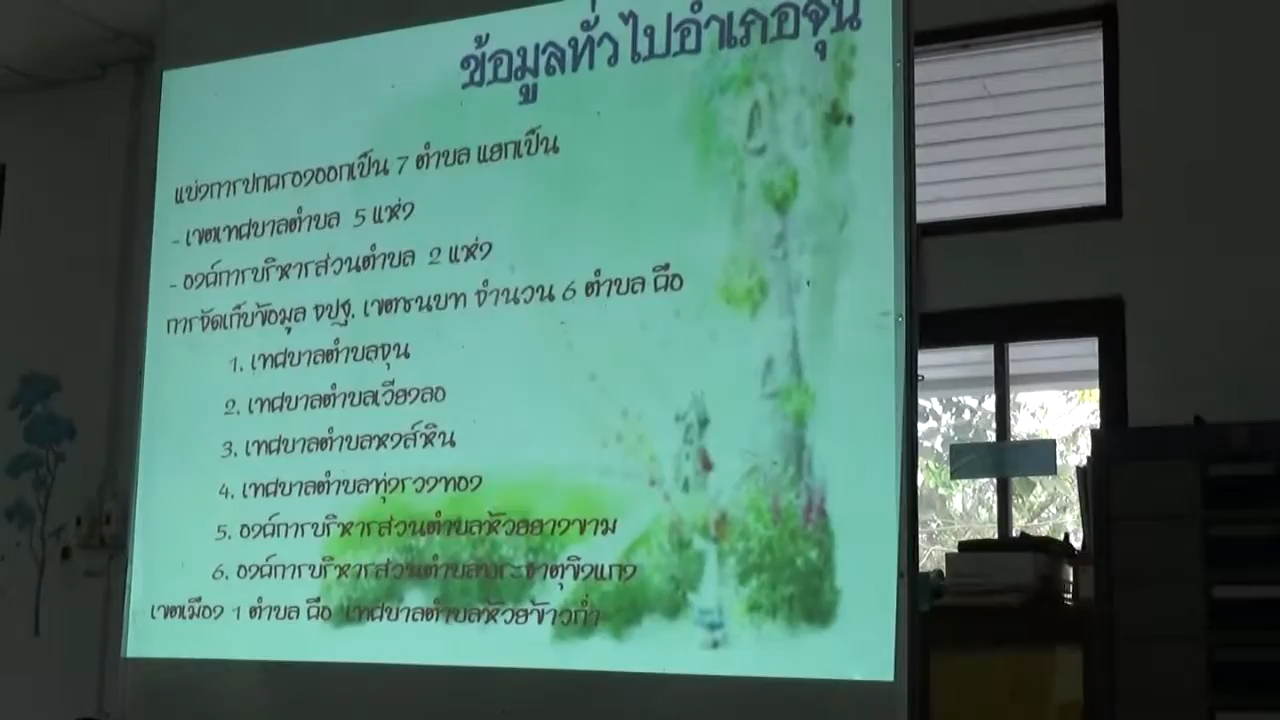 ข้อมูลทั่วไปอำเภอจุน
แบ่งการปกครองออกเป็น 7 ตำบล แยกเป็น
- เขตเทศบาลตำบล 5 แห่ง
- องค์การบริหารส่วนตำบล 2 แห่ง
การจัดเก็บข้อมูล จปฐ. เขตชนบท จำนวน 6 ตำบล คือ
1. เทศบาลตำบลจุน
2. เทศบาลตำบลเวียงลอ
3. เทศบาลตำบลหงส์หิน
4. เทศบาลตำบลทุ่งรวงทอง
5. องค์การบริหารส่วนตำบลห้วยยางขาม
6. องค์การบริหารส่วนตำบลพระธาตุขิงแกง
เขตเมือง 1 ตำบล คือ เทศบาลตำบลห้วยข้าวก่ำ